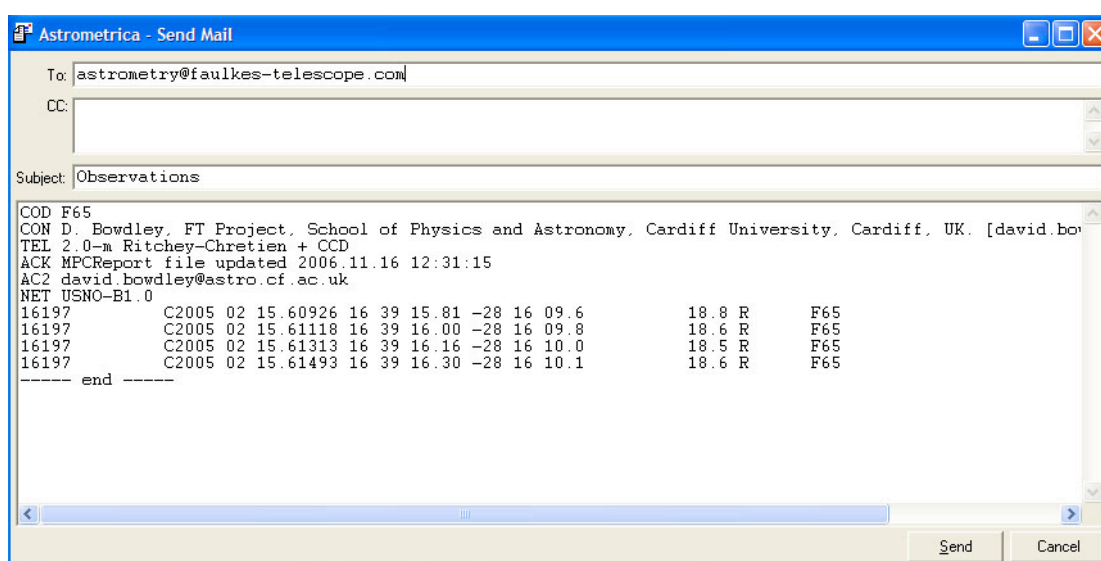 Astrometrica - Send Mail
To: astrometry@faulkes-telescope.com
CC:
Subject: Observations
COD F65
CON D. Bowdley, FT Project, School of Physics and Astronomy, Cardiff University, Cardiff, UK. [david.bow
TEL 2.0-m Ritchey-Chretien + CCD
ACK MPCReport file updated 2006.11.16 12:31:15
AC2 david.bowdley@astro.cf.ac.uk
NET USNO-B1.0
16197 C2005 02 15.60926 16 39 15.81 -28 16 09.6 18.8 R F65
16197 C2005 02 15.61118 16 39 16.00 -28 16 09.8 18.6 R F65
16197 C2005 02 15.61313 16 39 16.16 -28 16 10.0 18.5 R F65
16197 C2005 02 15.61493 16 39 16.30 -28 16 10.1 18.6 R F65
----- end -----
Send Cancel